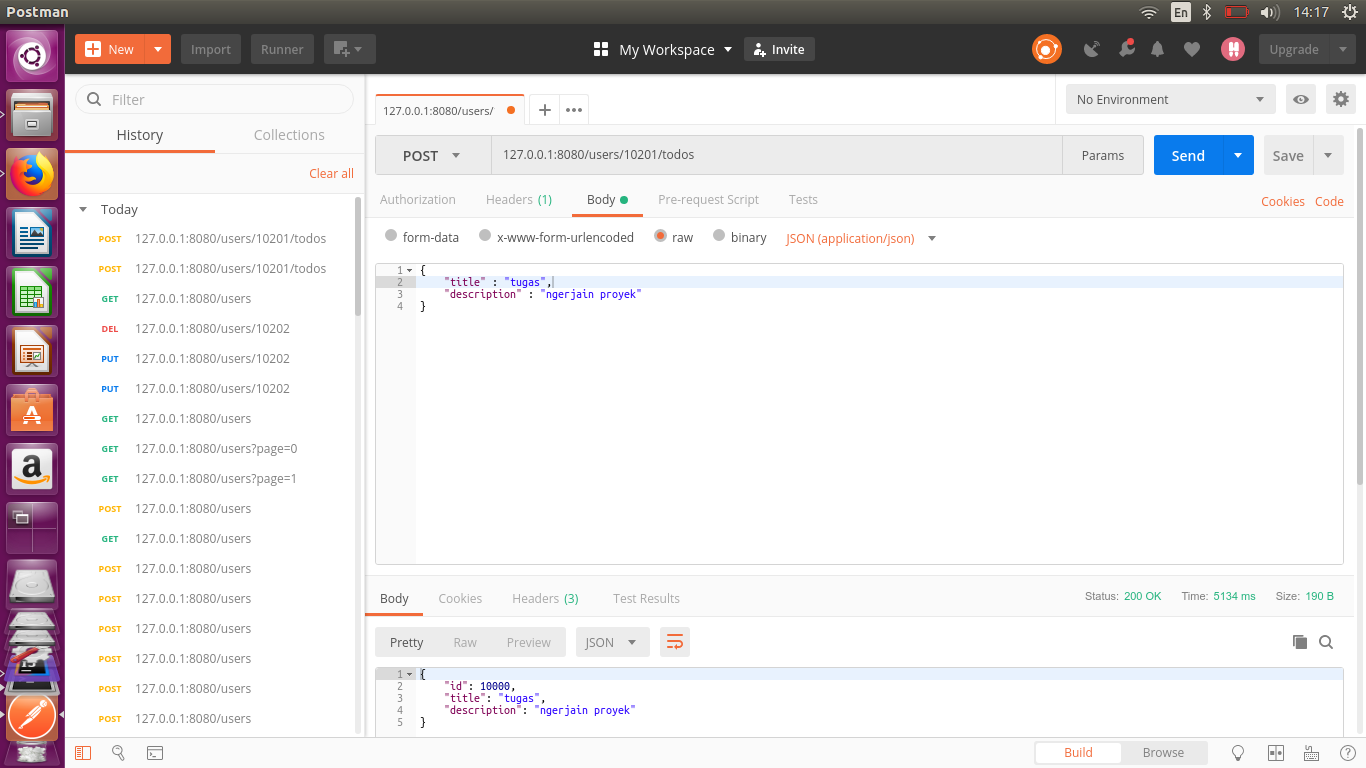 Postman
En
14:17
New
Import
Runner
My Workspace
Invite
Upgrade
Filter
History
Collections
Clear all
Today
POST 127.0.0.1:8080/users/10201/todos
POST 127.0.0.1:8080/users/10201/todos
GET 127.0.0.1:8080/users
DEL 127.0.0.1:8080/users/10202
PUT 127.0.0.1:8080/users/10202
PUT 127.0.0.1:8080/users/10202
GET 127.0.0.1:8080/users
GET 127.0.0.1:8080/users?page=0
GET 127.0.0.1:8080/users?page=1
POST 127.0.0.1:8080/users
GET 127.0.0.1:8080/users
POST 127.0.0.1:8080/users
POST 127.0.0.1:8080/users
POST 127.0.0.1:8080/users
POST 127.0.0.1:8080/users
POST 127.0.0.1:8080/users
POST 127.0.0.1:8080/users
127.0.0.1:8080/users/
No Environment
POST 127.0.0.1:8080/users/10201/todos Params Send Save
Authorization Headers (1) Body Pre-request Script Tests Cookies Code
form-data x-www-form-urlencoded raw binary JSON (application/json)
1 {
2 "title" : "tugas",
3 "description" : "ngerjain proyek"
4 }
Body Cookies Headers (3) Test Results Status: 200 OK Time: 5134 ms Size: 190 B
Pretty Raw Preview JSON
1 {
2 "id": 10000,
3 "title": "tugas",
4 "description": "ngerjain proyek"
5 }
Build Browse